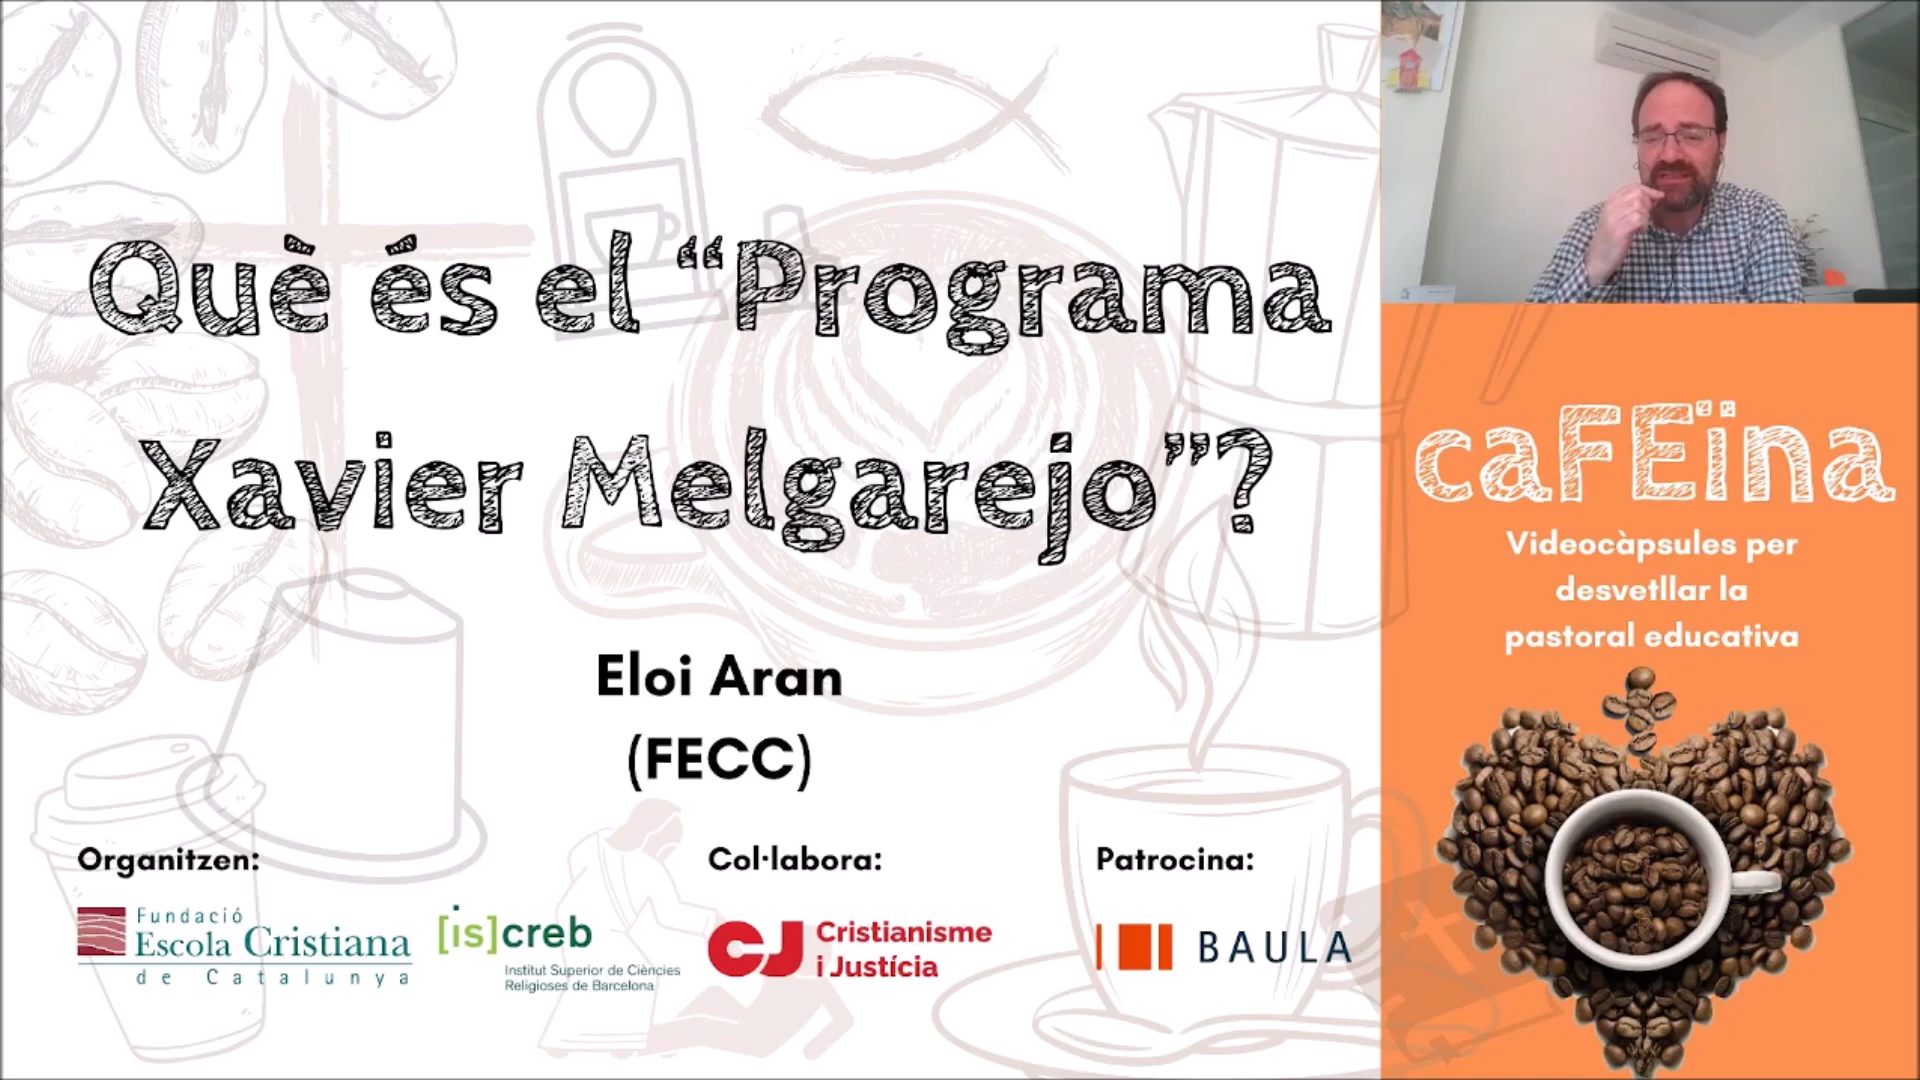 Què és el “Programa
Xavier Melgarejo”?
Eloi Aran
(FECC)
Organitzen:
Fundació
Escola Cristiana
de Catalunya
[is]creb
Institut Superior de Ciències
Religioses de Barcelona
Col·labora:
CJ
Cristianisme
i Justícia
Patrocina:
BAULA
caFEïna
Videocàpsules per
desvetllar la
pastoral educativa